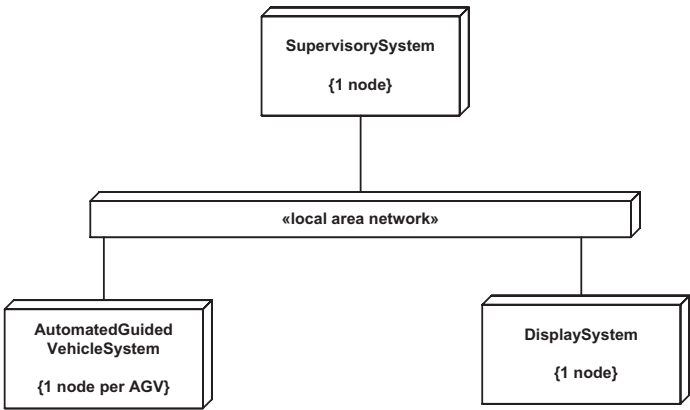 SupervisorySystem
{1 node}
«local area network»
AutomatedGuided
VehicleSystem
{1 node per AGV}
DisplaySystem
{1 node}